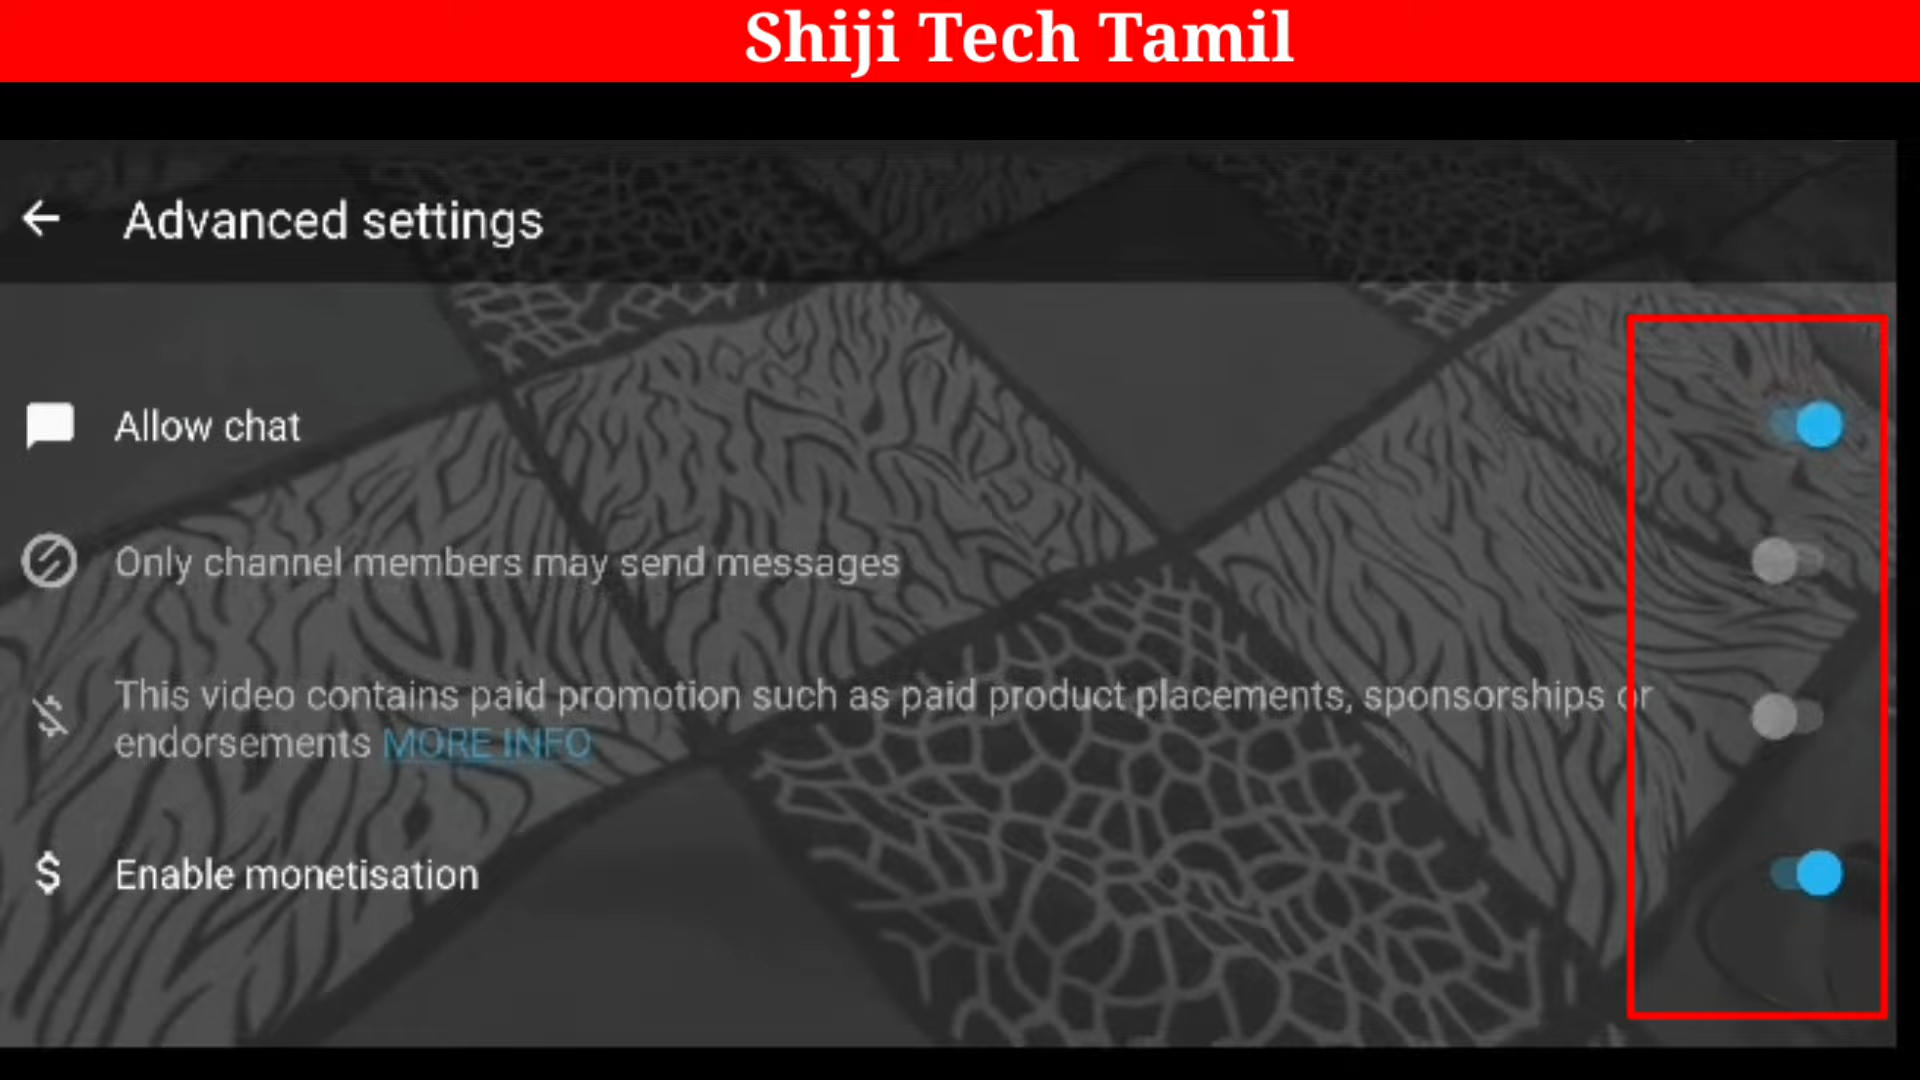 Shiji Tech Tamil
Advanced settings
Allow chat
Only channel members may send messages
This video contains paid promotion such as paid product placements, sponsorships or
endorsements MORE INFO
Enable monetisation